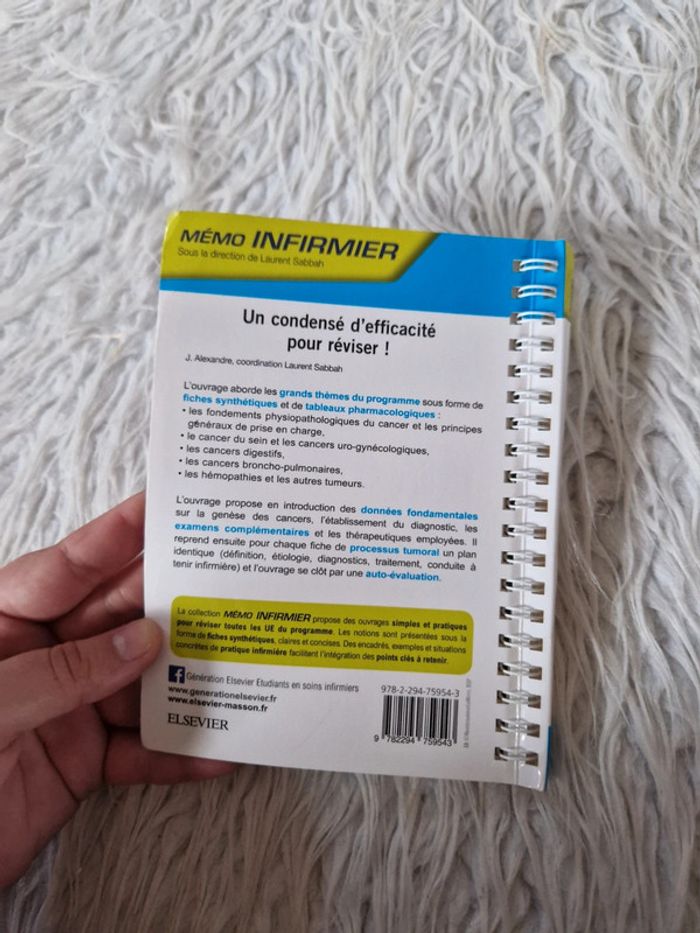 MÉMO INFIRMIER
Sous la direction de Laurent Sabbah
Un condensé d'efficacité
pour réviser !
J. Alexandre, coordination Laurent Sabbah
L'ouvrage aborde les grands thèmes du programme sous forme de
fiches synthétiques et de tableaux pharmacologiques :
• les fondements physiopathologiques du cancer et les principes
généraux de prise en charge,
• le cancer du sein et les cancers uro-gynécologiques,
• les cancers digestifs,
• les cancers broncho-pulmonaires,
• les hémopathies et les autres tumeurs.
L'ouvrage propose en introduction des données fondamentales
sur la genèse des cancers, l'établissement du diagnostic, les
examens complémentaires et les thérapeutiques employées. Il
reprend ensuite pour chaque fiche de processus tumoral un plan
identique (définition, étiologie, diagnostics, traitement, conduite à
tenir infirmière) et l'ouvrage se clôt par une auto-évaluation.
La collection MÉMO INFIRMIER propose des ouvrages simples et pratiques
pour réviser toutes les UE du programme. Les notions sont présentées sous la
forme de fiches synthétiques, claires et concises. Des encadrés, exemples et situations
concrètes de pratique infirmière facilitent l'intégration des points clés à retenir.
Génération Elsevier Etudiants en soins infirmiers
www.generationelsevier.fr
www.elsevier-masson.fr
ELSEVIER
978-2-294-75954-3
9 782294 759543